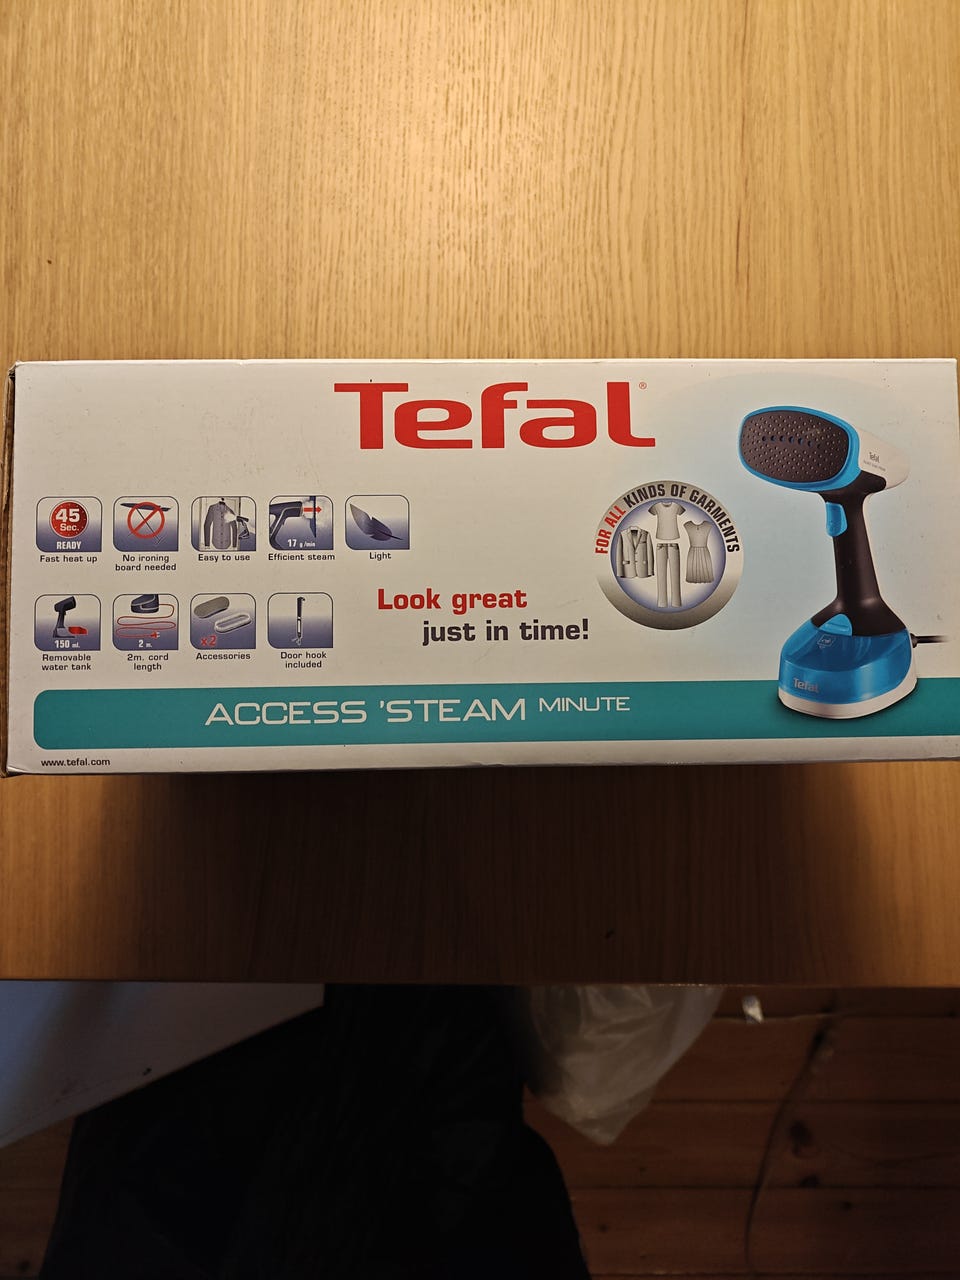 Tefal®
45
Sec.
READY
Fast heat up
No ironing
board needed
Easy to use
17 g/min
Efficient steam
Light
150 ml.
Removable
water tank
2 m.
2m. cord
length
x2
Accessories
Door hook
included
Look great
just in time!
FOR ALL KINDS OF GARMENTS
Tefal
Tefal
ACCESS 'STEAM MINUTE
www.tefal.com